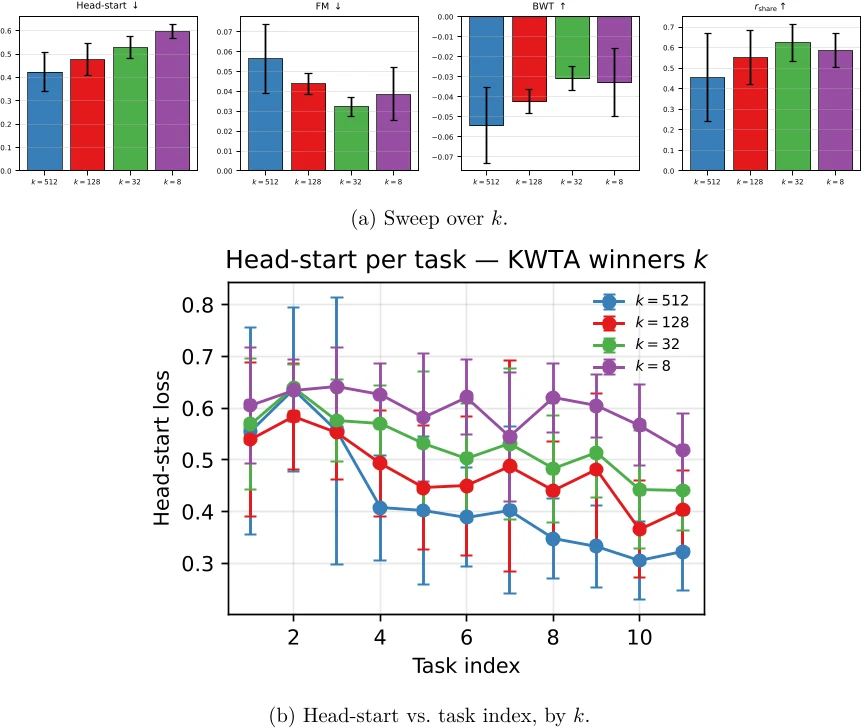 Head-start ↓ FM ↓ BWT ↑ r_share ↑
0.6 0.5 0.4 0.3 0.2 0.1 0.0
0.07 0.06 0.05 0.04 0.03 0.02 0.01 0.00
0.00 −0.01 −0.02 −0.03 −0.04 −0.05 −0.06 −0.07
0.7 0.6 0.5 0.4 0.3 0.2 0.1 0.0
k = 512 k = 128 k = 32 k = 8 k = 512 k = 128 k = 32 k = 8 k = 512 k = 128 k = 32 k = 8 k = 512 k = 128 k = 32 k = 8
(a) Sweep over k.
Head-start per task — KWTA winners k
k = 512
k = 128
k = 32
k = 8
Head-start loss
0.8
0.7
0.6
0.5
0.4
0.3
2 4 6 8 10
Task index
(b) Head-start vs. task index, by k.